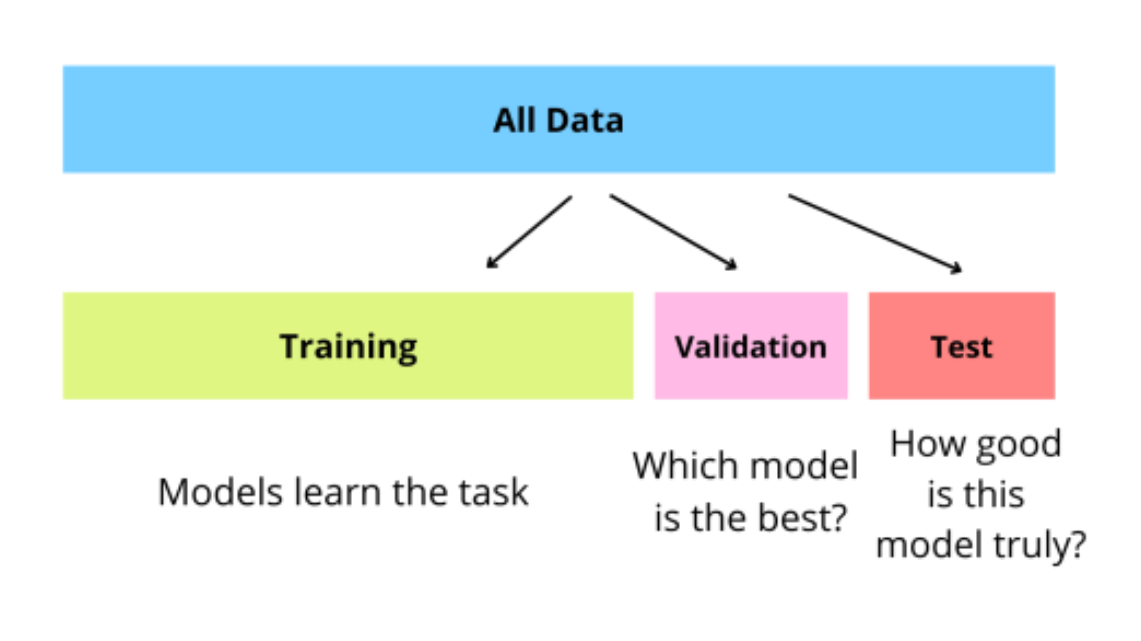 All Data
Training
Validation
Test
Models learn the task
Which model
is the best?
How good
is this
model truly?